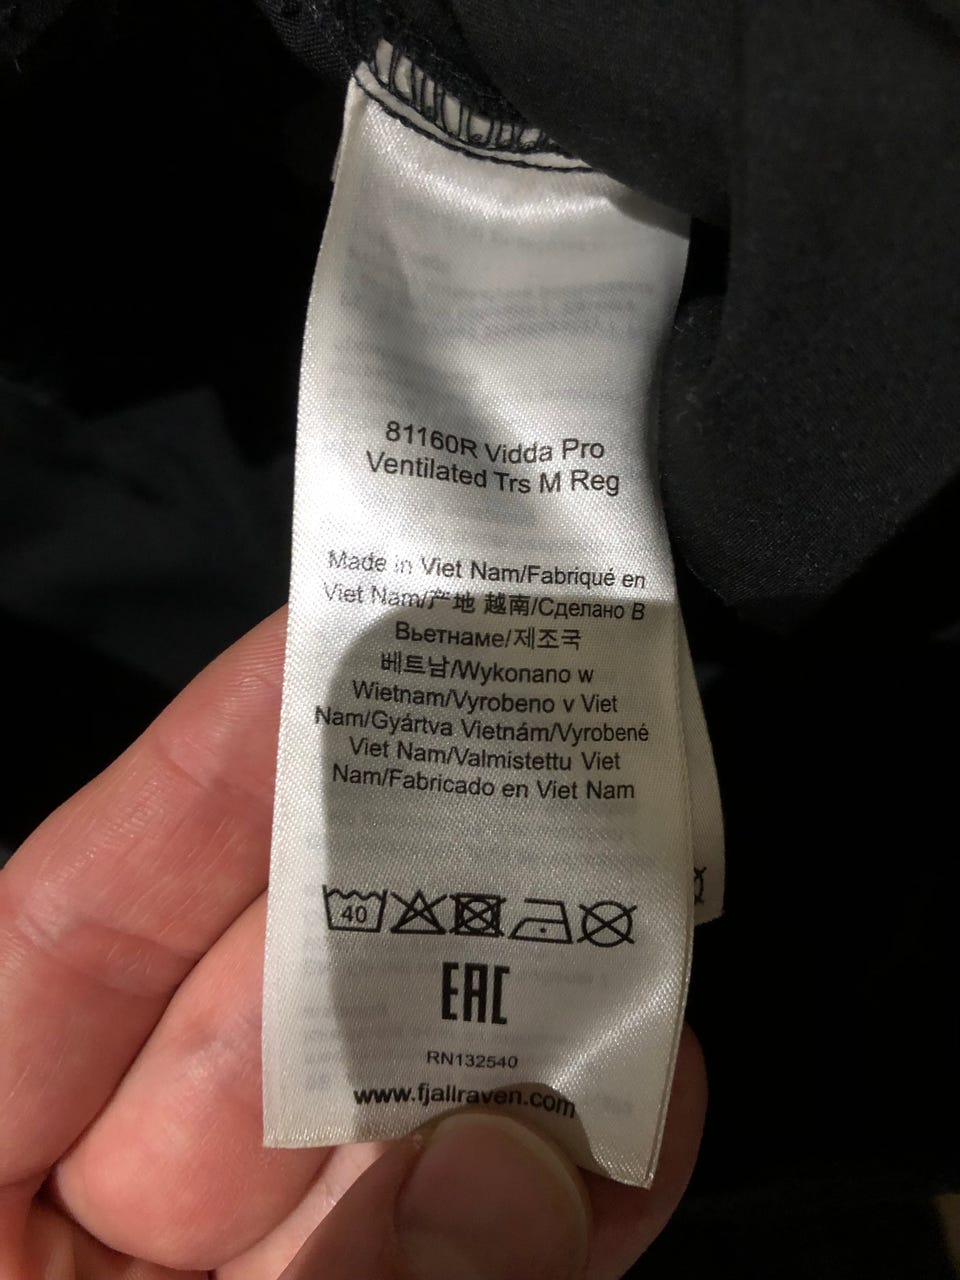 81160R Vidda Pro
Ventilated Trs M Reg
Made in Viet Nam/Fabriqué en
Viet Nam/产地 越南/Сделано В
Вьетнаме/제조국
베트남/Wykonano w
Wietnam/Vyrobeno v Viet
Nam/Gyártva Vietnám/Vyrobené
Viet Nam/Valmistettu Viet
Nam/Fabricado en Viet Nam
40
EAC
RN132540
www.fjallraven.com